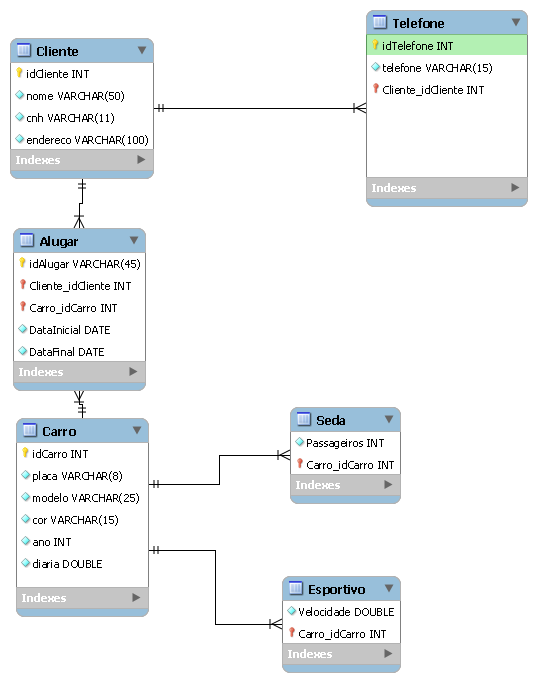 Cliente
idCliente INT
nome VARCHAR(50)
cnh VARCHAR(11)
endereco VARCHAR(100)
Indexes
Telefone
idTelefone INT
telefone VARCHAR(15)
Cliente_idCliente INT
Indexes
Alugar
idAlugar VARCHAR(45)
Cliente_idCliente INT
Carro_idCarro INT
DataInicial DATE
DataFinal DATE
Indexes
Carro
idCarro INT
placa VARCHAR(8)
modelo VARCHAR(25)
cor VARCHAR(15)
ano INT
diaria DOUBLE
Indexes
Seda
Passageiros INT
Carro_idCarro INT
Indexes
Esportivo
Velocidade DOUBLE
Carro_idCarro INT
Indexes